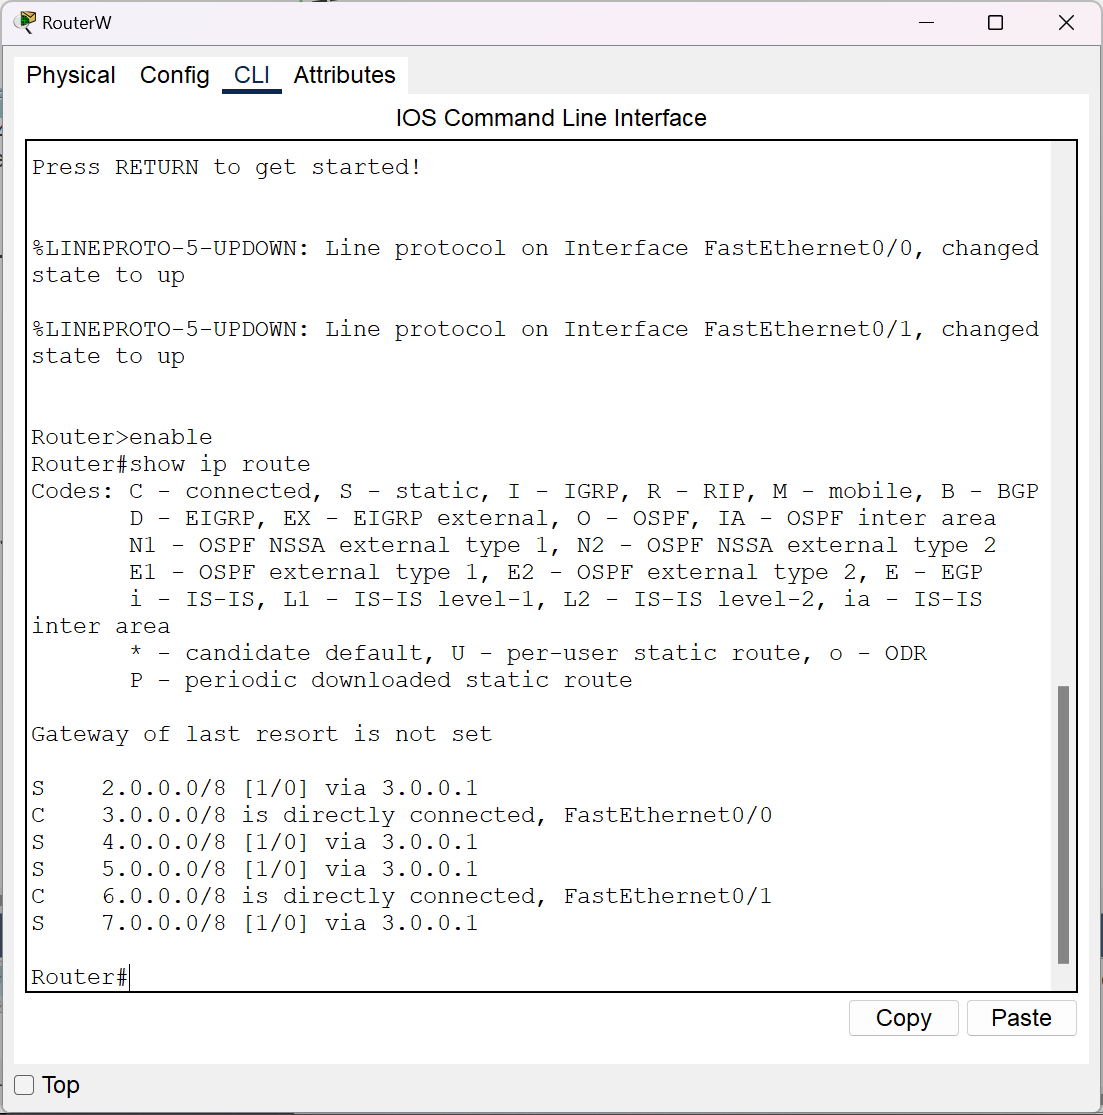 RouterW
Physical Config CLI Attributes
IOS Command Line Interface
Press RETURN to get started!
%LINEPROTO-5-UPDOWN: Line protocol on Interface FastEthernet0/0, changed
state to up
%LINEPROTO-5-UPDOWN: Line protocol on Interface FastEthernet0/1, changed
state to up
Router>enable
Router#show ip route
Codes: C - connected, S - static, I - IGRP, R - RIP, M - mobile, B - BGP
D - EIGRP, EX - EIGRP external, O - OSPF, IA - OSPF inter area
N1 - OSPF NSSA external type 1, N2 - OSPF NSSA external type 2
E1 - OSPF external type 1, E2 - OSPF external type 2, E - EGP
i - IS-IS, L1 - IS-IS level-1, L2 - IS-IS level-2, ia - IS-IS
inter area
* - candidate default, U - per-user static route, o - ODR
P - periodic downloaded static route
Gateway of last resort is not set
S 2.0.0.0/8 [1/0] via 3.0.0.1
C 3.0.0.0/8 is directly connected, FastEthernet0/0
S 4.0.0.0/8 [1/0] via 3.0.0.1
S 5.0.0.0/8 [1/0] via 3.0.0.1
C 6.0.0.0/8 is directly connected, FastEthernet0/1
S 7.0.0.0/8 [1/0] via 3.0.0.1
Router#
Copy Paste
Top